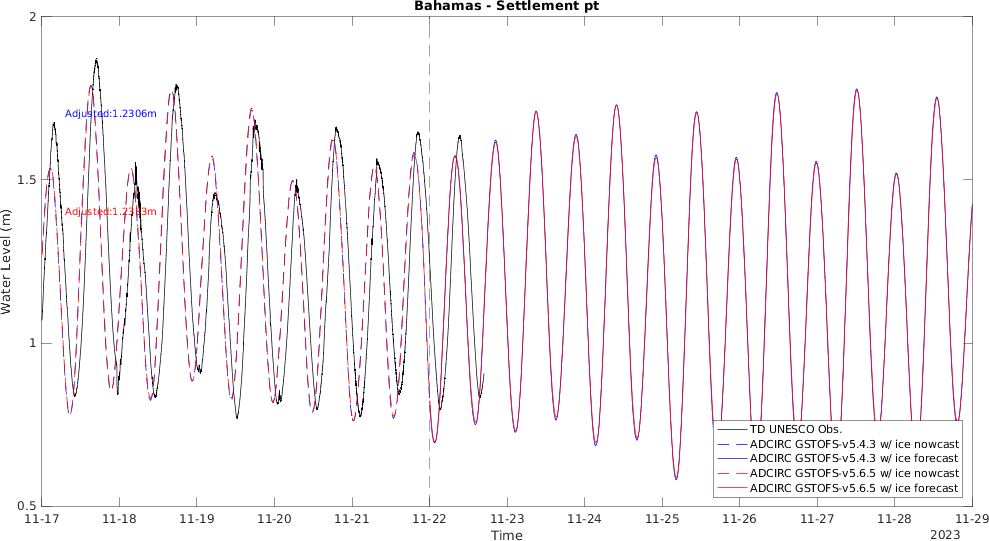 Bahamas - Settlement pt
2
1.5
1
0.5
Water Level (m)
Adjusted:1.2306m
Adjusted:1.2333m
TD UNESCO Obs.
ADCIRC GSTOFS-v5.4.3 w/ ice nowcast
ADCIRC GSTOFS-v5.4.3 w/ ice forecast
ADCIRC GSTOFS-v5.6.5 w/ ice nowcast
ADCIRC GSTOFS-v5.6.5 w/ ice forecast
11-17 11-18 11-19 11-20 11-21 11-22 11-23 11-24 11-25 11-26 11-27 11-28 11-29
Time 2023